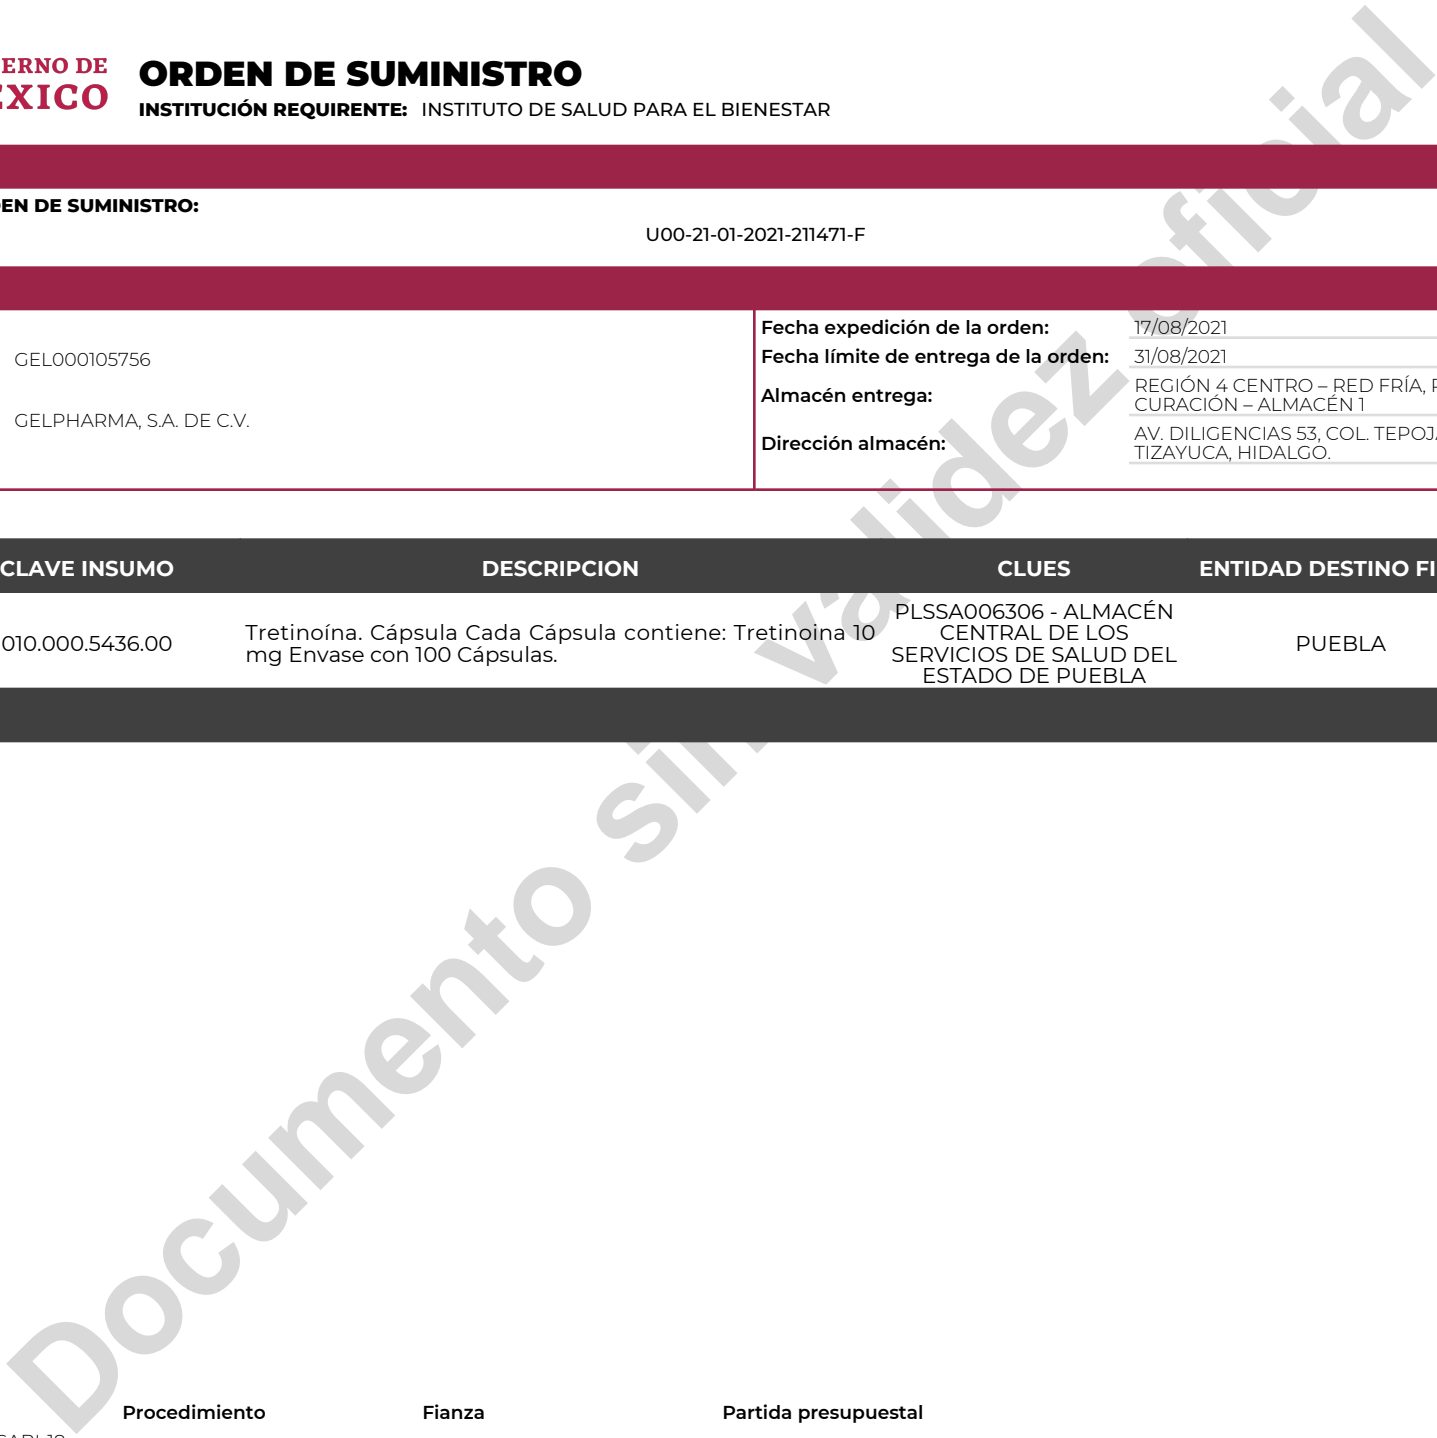 ERNO DE
EXICO
ORDEN DE SUMINISTRO
INSTITUCIÓN REQUIRENTE: INSTITUTO DE SALUD PARA EL BIENESTAR
EN DE SUMINISTRO:
U00-21-01-2021-211471-F
GEL000105756
GELPHARMA, S.A. DE C.V.
Fecha expedición de la orden: 17/08/2021
Fecha límite de entrega de la orden: 31/08/2021
Almacén entrega: REGIÓN 4 CENTRO – RED FRÍA,
CURACIÓN – ALMACÉN 1
Dirección almacén: AV. DILIGENCIAS 53, COL. TEPOJ
TIZAYUCA, HIDALGO.
CLAVE INSUMO DESCRIPCION CLUES ENTIDAD DESTINO FI
010.000.5436.00
Tretinoína. Cápsula Cada Cápsula contiene: Tretinoina 10
mg Envase con 100 Cápsulas.
PLSSA006306 - ALMACÉN
CENTRAL DE LOS
SERVICIOS DE SALUD DEL
ESTADO DE PUEBLA
PUEBLA
Documento sin validez oficial
Procedimiento Fianza Partida presupuestal